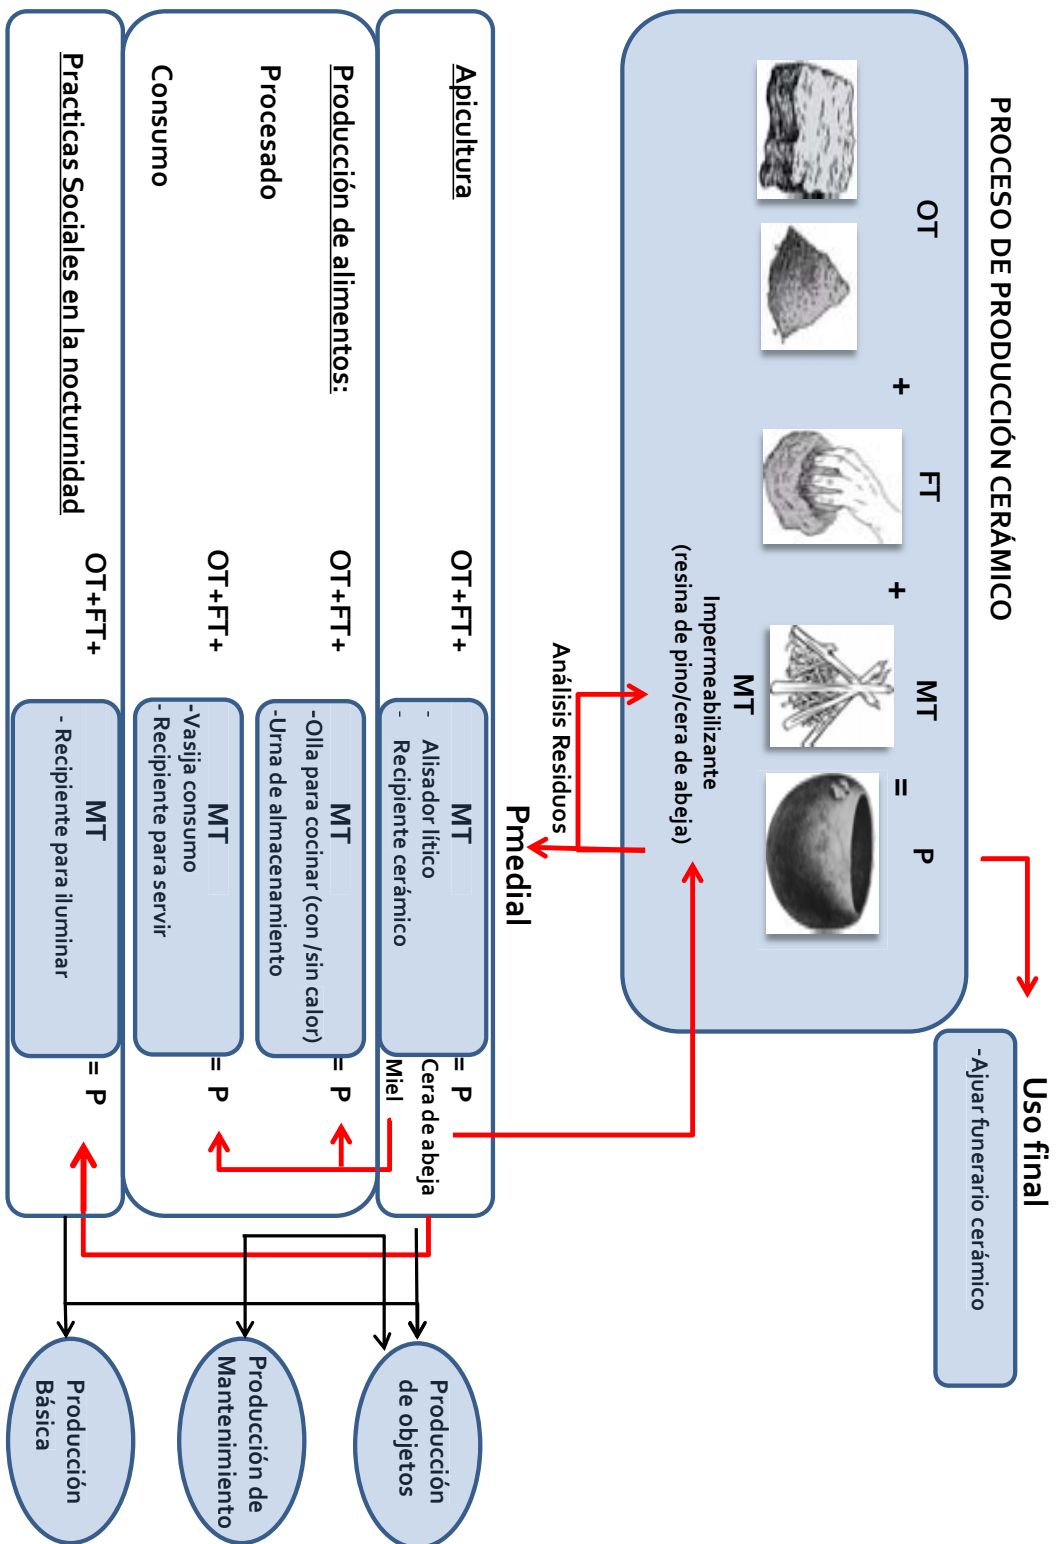 PROCESO DE PRODUCCIÓN CERÁMICO
OT
+
FT
+
MT
=
P
MT
Impermeabilizante
(resina de pino/cera de abeja)
Uso final
-Ajuar funerario cerámico
Análisis Residuos
Pmedial
Apicultura
OT+FT+
MT
- Alisador lítico
- Recipiente cerámico
= P
Cera de abeja
Miel
Producción de alimentos:
Procesado
OT+FT+
MT
-Olla para cocinar (con /sin calor)
-Urna de almacenamiento
= P
Consumo
OT+FT+
MT
-Vasija consumo
- Recipiente para servir
= P
Practicas Sociales en la nocturnidad
OT+FT+
MT
- Recipiente para iluminar
= P
Producción
de objetos
Producción de
Mantenimiento
Producción
Básica